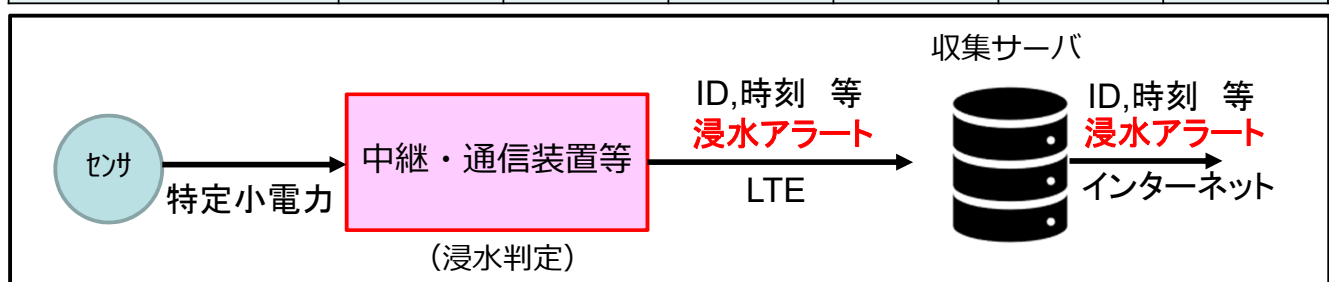 収集サーバ
ID,時刻 等
浸水アラート
ID,時刻 等
浸水アラート
センサ
中継・通信装置等
特定小電力
LTE
インターネット
(浸水判定)